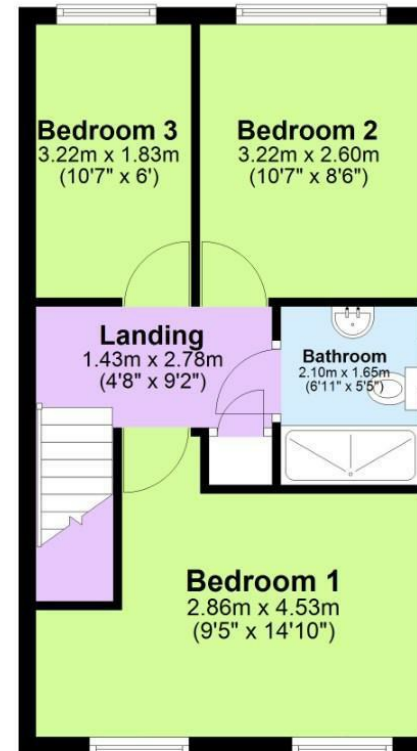 Bedroom 3
3.22m x 1.83m
(10'7" x 6')
Bedroom 2
3.22m x 2.60m
(10'7" x 8'6")
Landing
1.43m x 2.78m
(4'8" x 9'2")
Bathroom
2.10m x 1.65m
(6'11" x 5'5")
Bedroom 1
2.86m x 4.53m
(9'5" x 14'10")